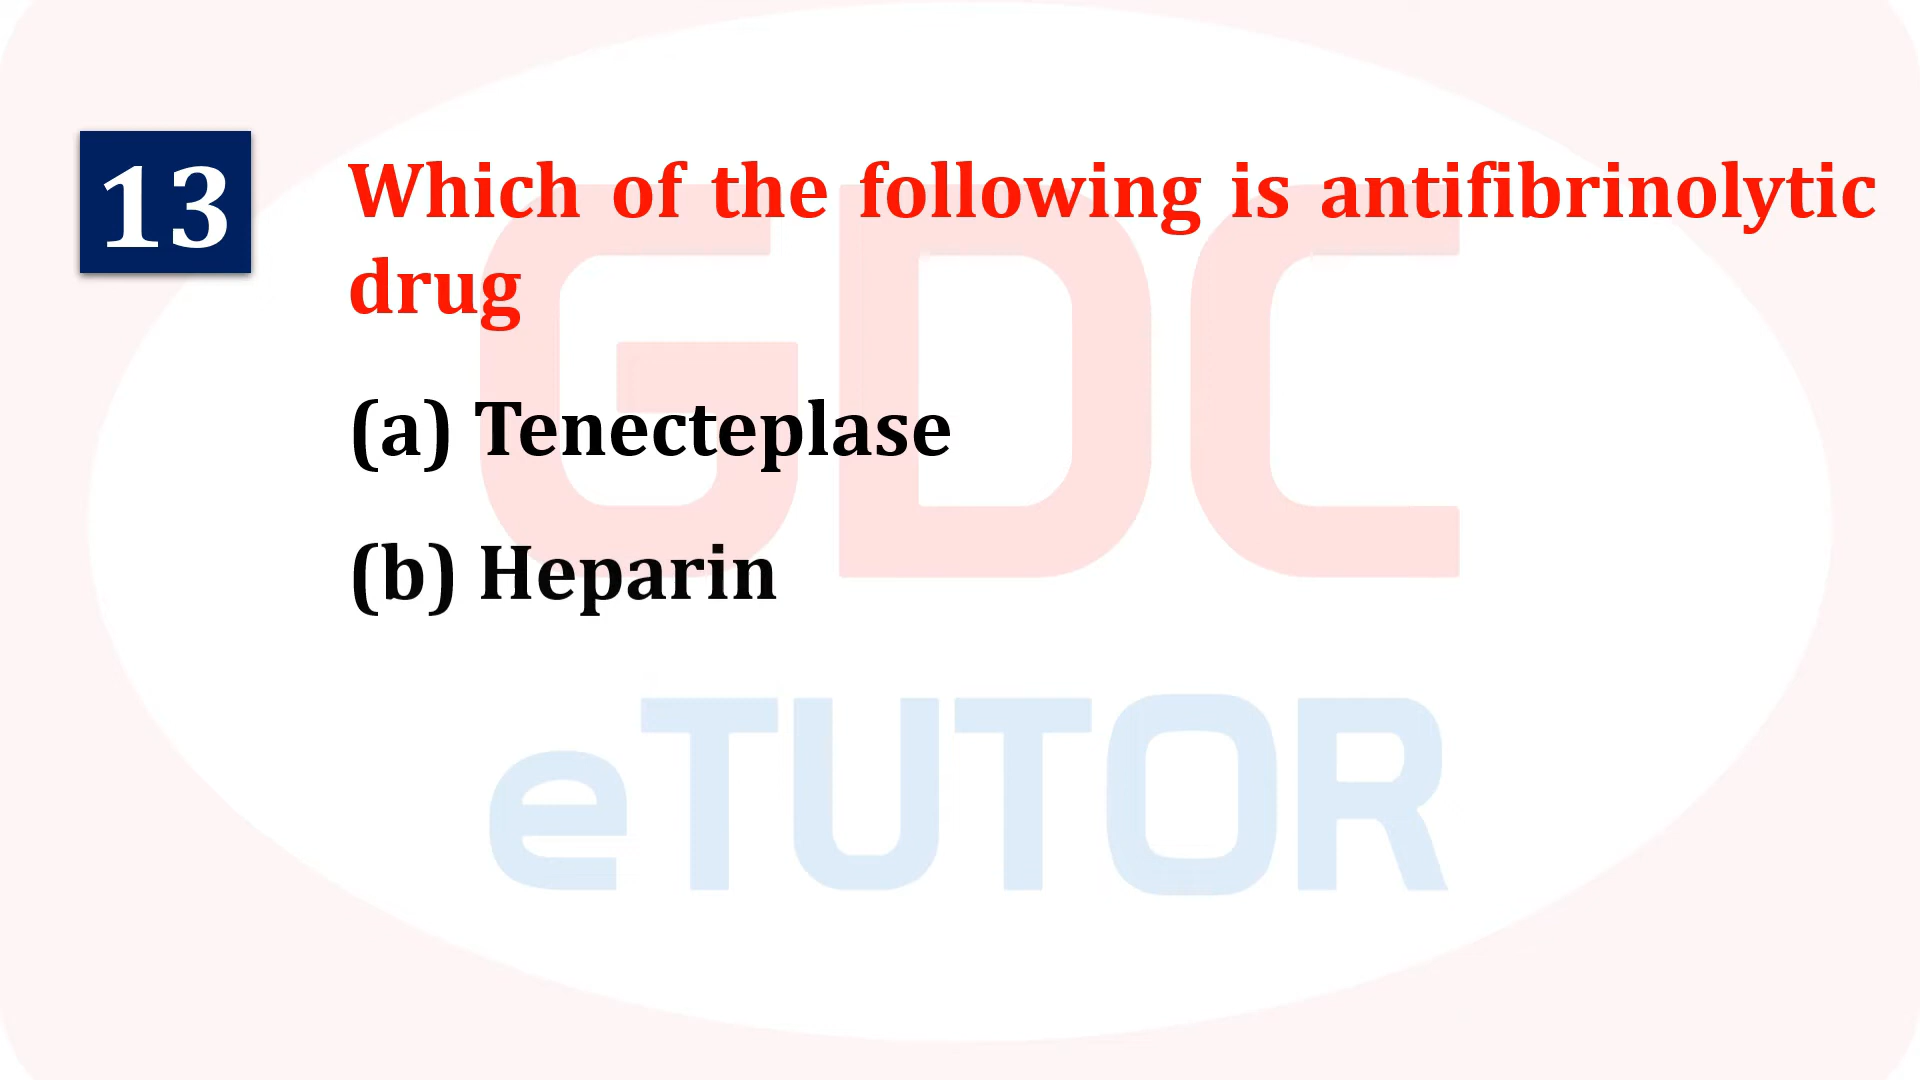 13
Which of the following is antifibrinolytic
drug
(a) Tenecteplase
(b) Heparin
GDC
eTUTOR